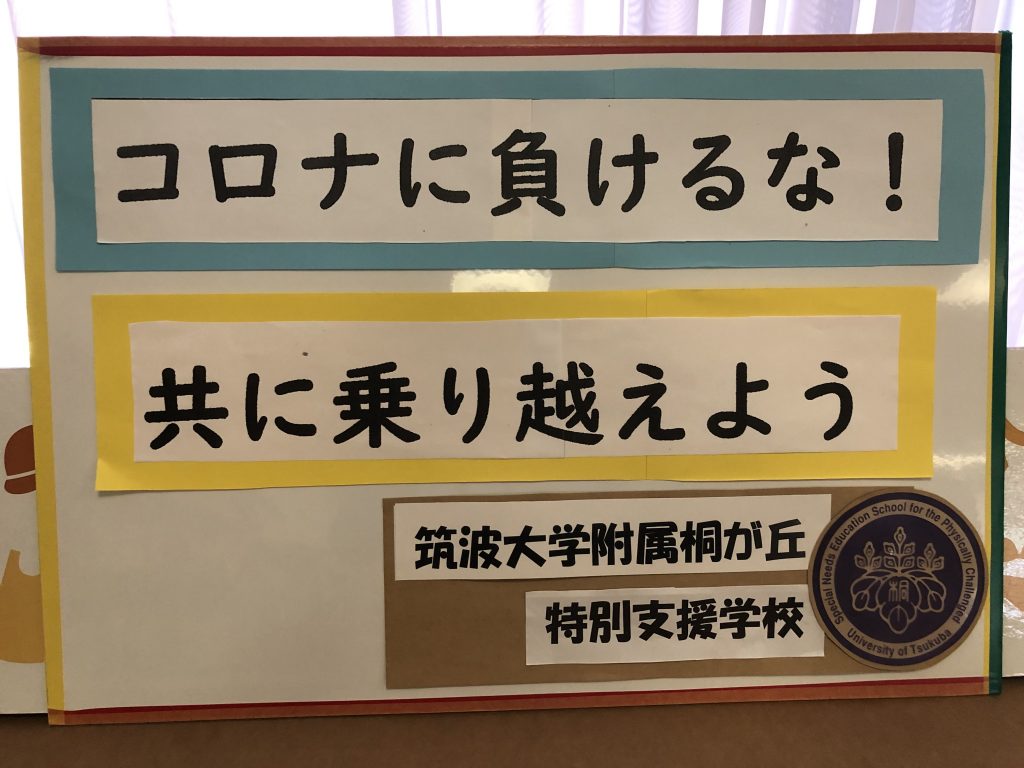 コロナに負けるな！
共に乗り越えよう
筑波大学附属桐が丘
特別支援学校
Special Needs Education School for the Physically Challenged
桐
University of Tsukuba